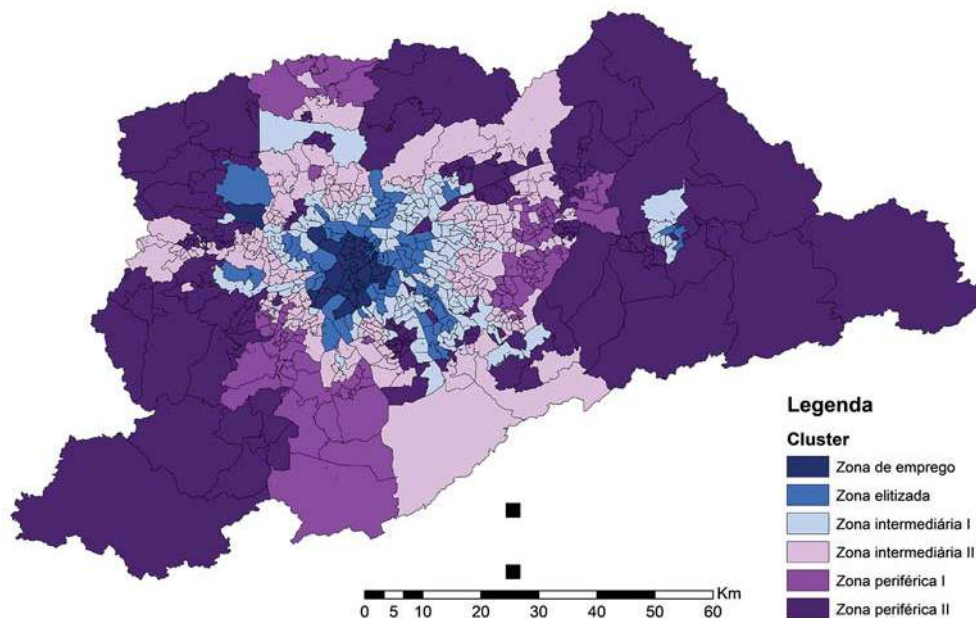 Legenda
Cluster
Zona de emprego
Zona elitizada
Zona intermediária I
Zona intermediária II
Zona periférica I
Zona periférica II
Km
0 5 10 20 30 40 50 60